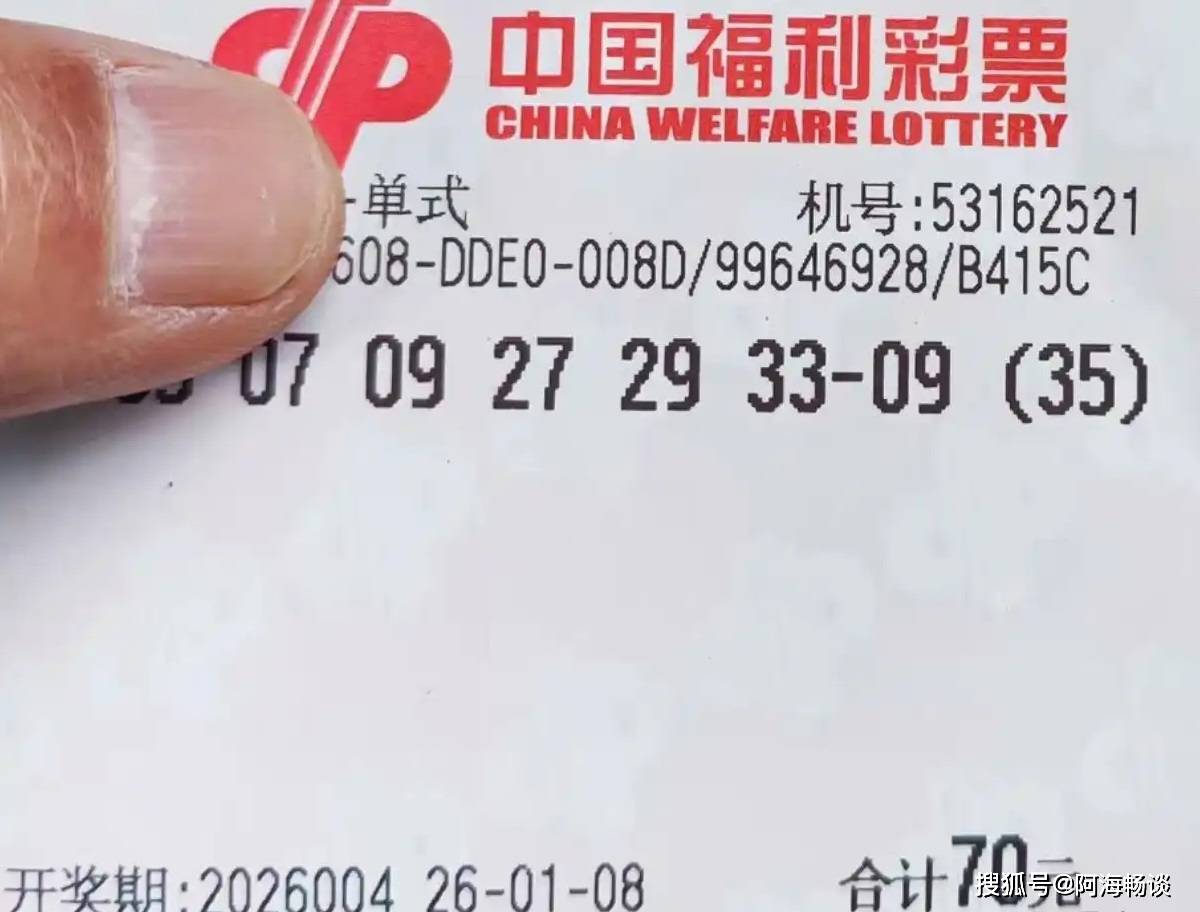 中国福利彩票
CHINA WELFARE LOTTERY
-单式 机号:53162521
608-DDE0-008D/99646928/B415C
07 09 27 29 33-09 (35)
开奖期:2026004 26-01-08 合计70元
搜狐号@阿海畅谈